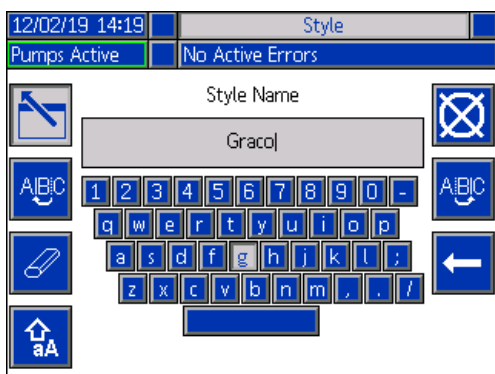 12/02/19 14:19 Style
Pumps Active No Active Errors
Style Name
Graco
ABC
ABC
1 2 3 4 5 6 7 8 9 0 -
q w e r t y u i o p
a s d f g h j k l ;
z x c v b n m , . /
aA